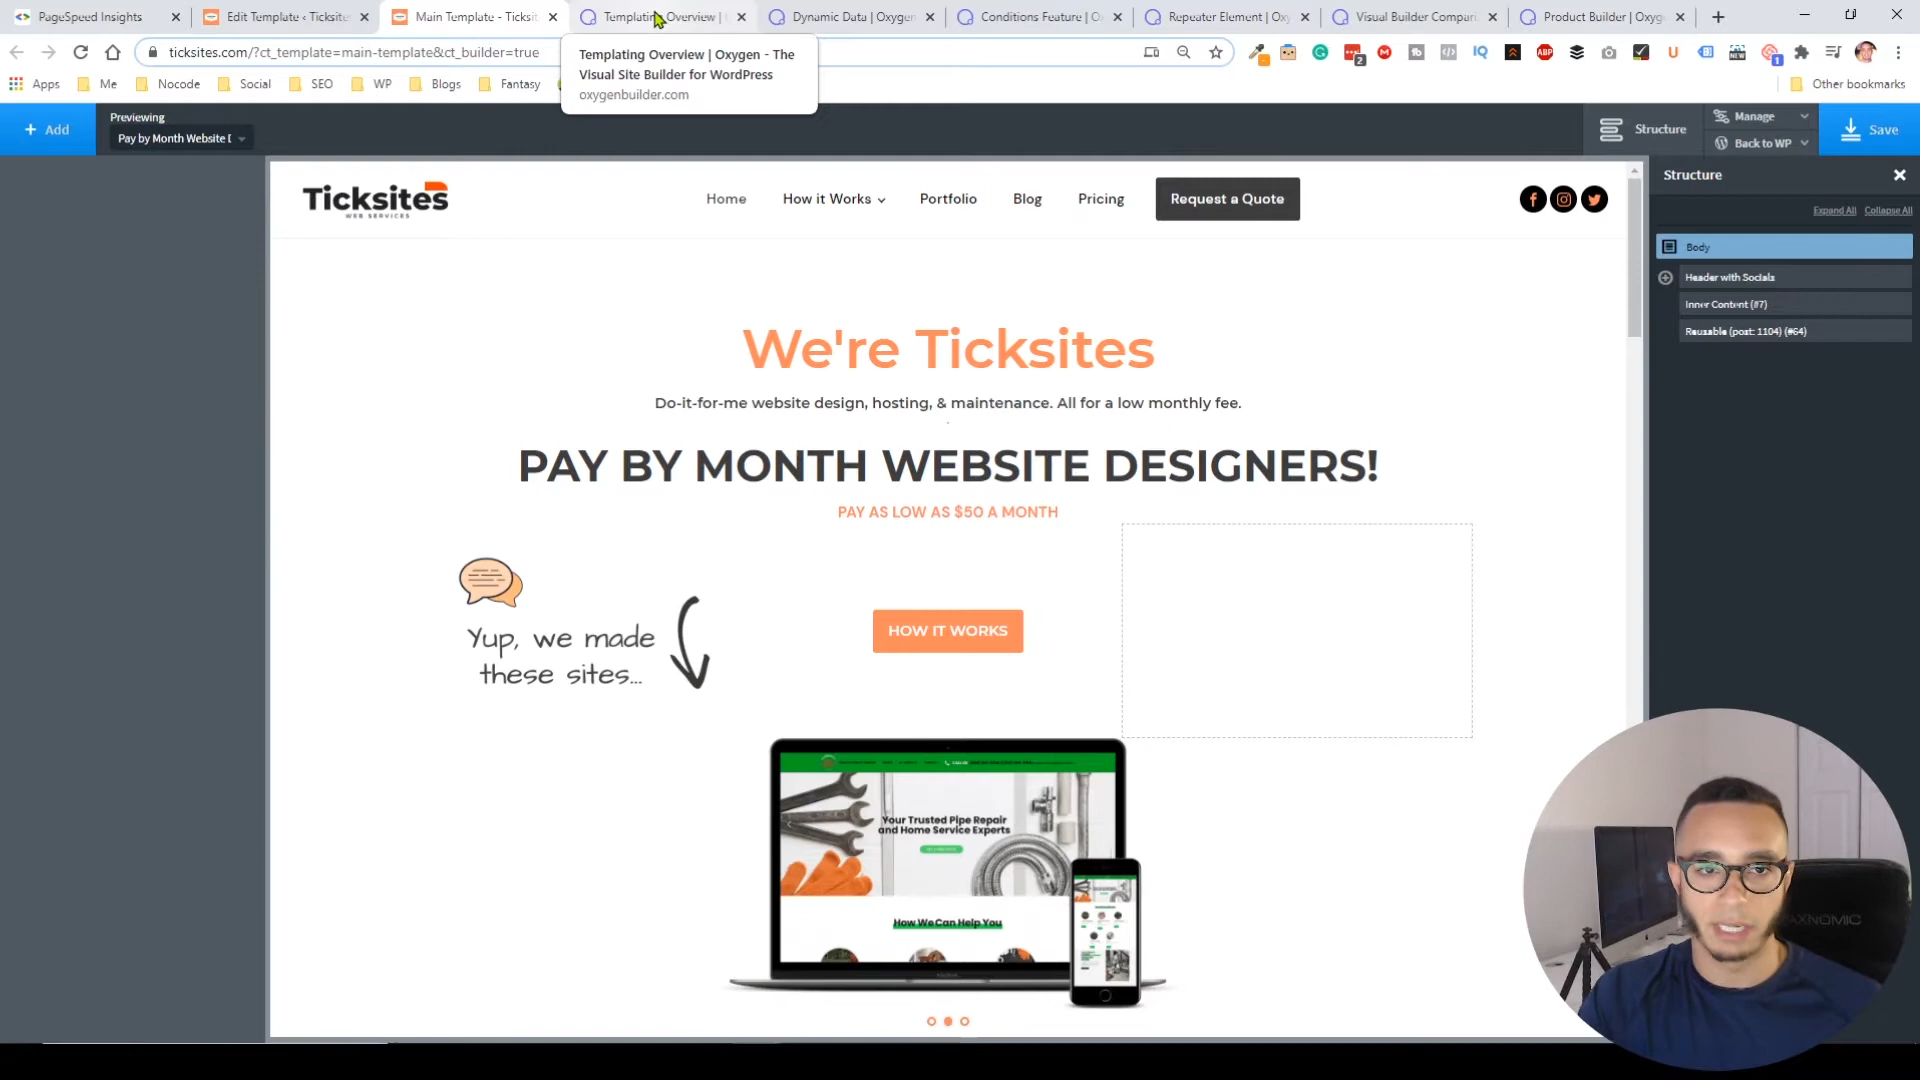 PageSpeed Insights
Edit Template ‹ Ticksite
Main Template - Ticksit
Templating Overview |
Dynamic Data | Oxygen
Conditions Feature | O
Repeater Element | Oxy
Visual Builder Compari
Product Builder | Oxyg
ticksites.com/?ct_template=main-template&ct_builder=true
Templating Overview | Oxygen - The
Visual Site Builder for WordPress
oxygenbuilder.com
Apps
Me
Nocode
Social
SEO
WP
Blogs
Fantasy
Other bookmarks
+ Add
Previewing
Pay by Month Website D
Structure
Manage
Back to WP
Save
Ticksites
WEB SERVICES
Home
How it Works
Portfolio
Blog
Pricing
Request a Quote
Structure
Expand All
Collapse All
Body
Header with Socials
Inner Content (#7)
Reusable (post: 1104) (#64)
We're Ticksites
Do-it-for-me website design, hosting, & maintenance. All for a low monthly fee.
PAY BY MONTH WEBSITE DESIGNERS!
PAY AS LOW AS $50 A MONTH
Yup, we made
these sites...
HOW IT WORKS
Your Trusted Pipe Repair
and Home Service Experts
How We Can Help You